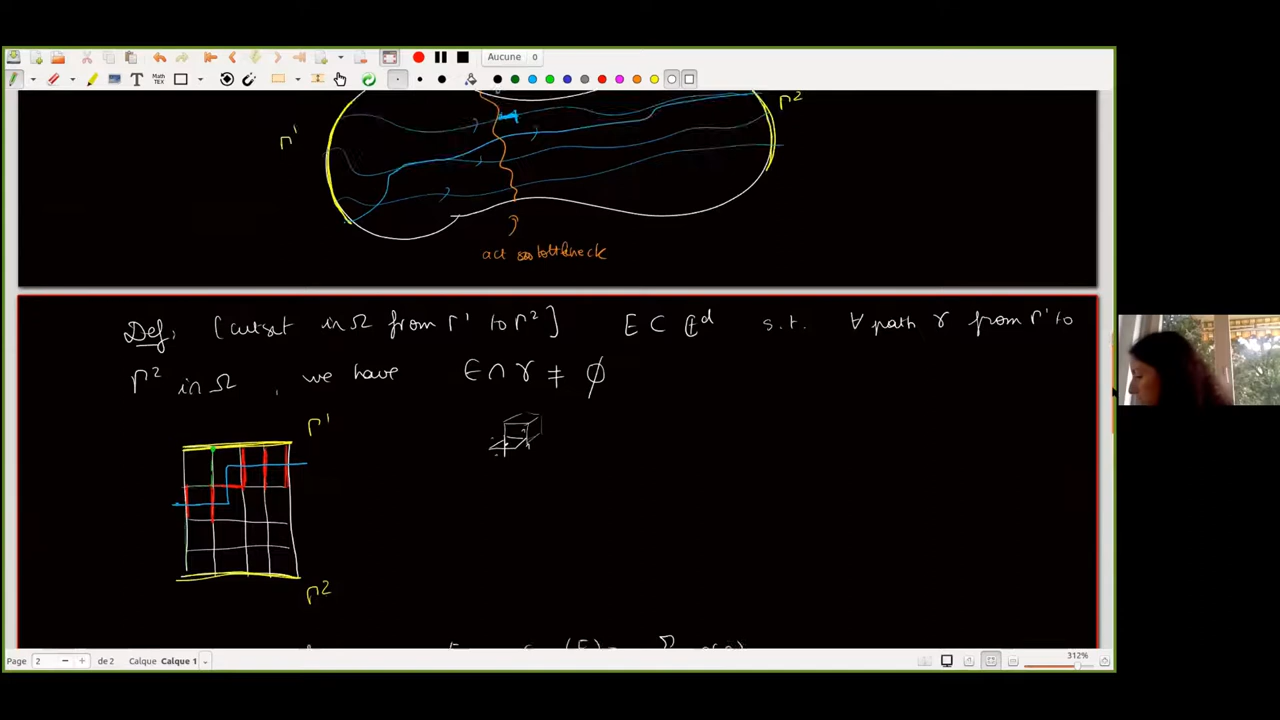 Aucune 0
Γ¹
Γ²
act as bottleneck
Def: [cutset in Ω from Γ¹ to Γ²] E ⊂ 𝔼ᵈ s.t. ∀ path γ from Γ¹ to
Γ² in Ω, we have E ∩ γ ≠ ∅
Γ¹
Γ²
(E) = Σ
Page 2 de 2 Calque Calque 1 312%